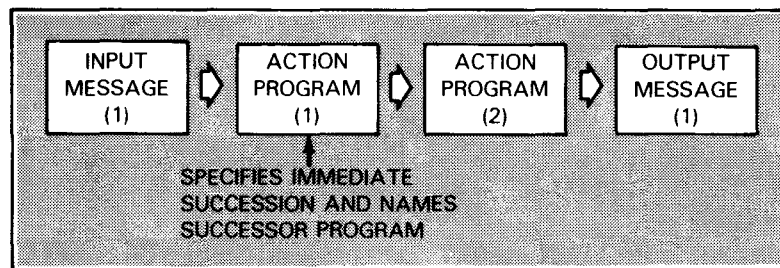 INPUT
MESSAGE
(1)
ACTION
PROGRAM
(1)
ACTION
PROGRAM
(2)
OUTPUT
MESSAGE
(1)
SPECIFIES IMMEDIATE
SUCCESSION AND NAMES
SUCCESSOR PROGRAM